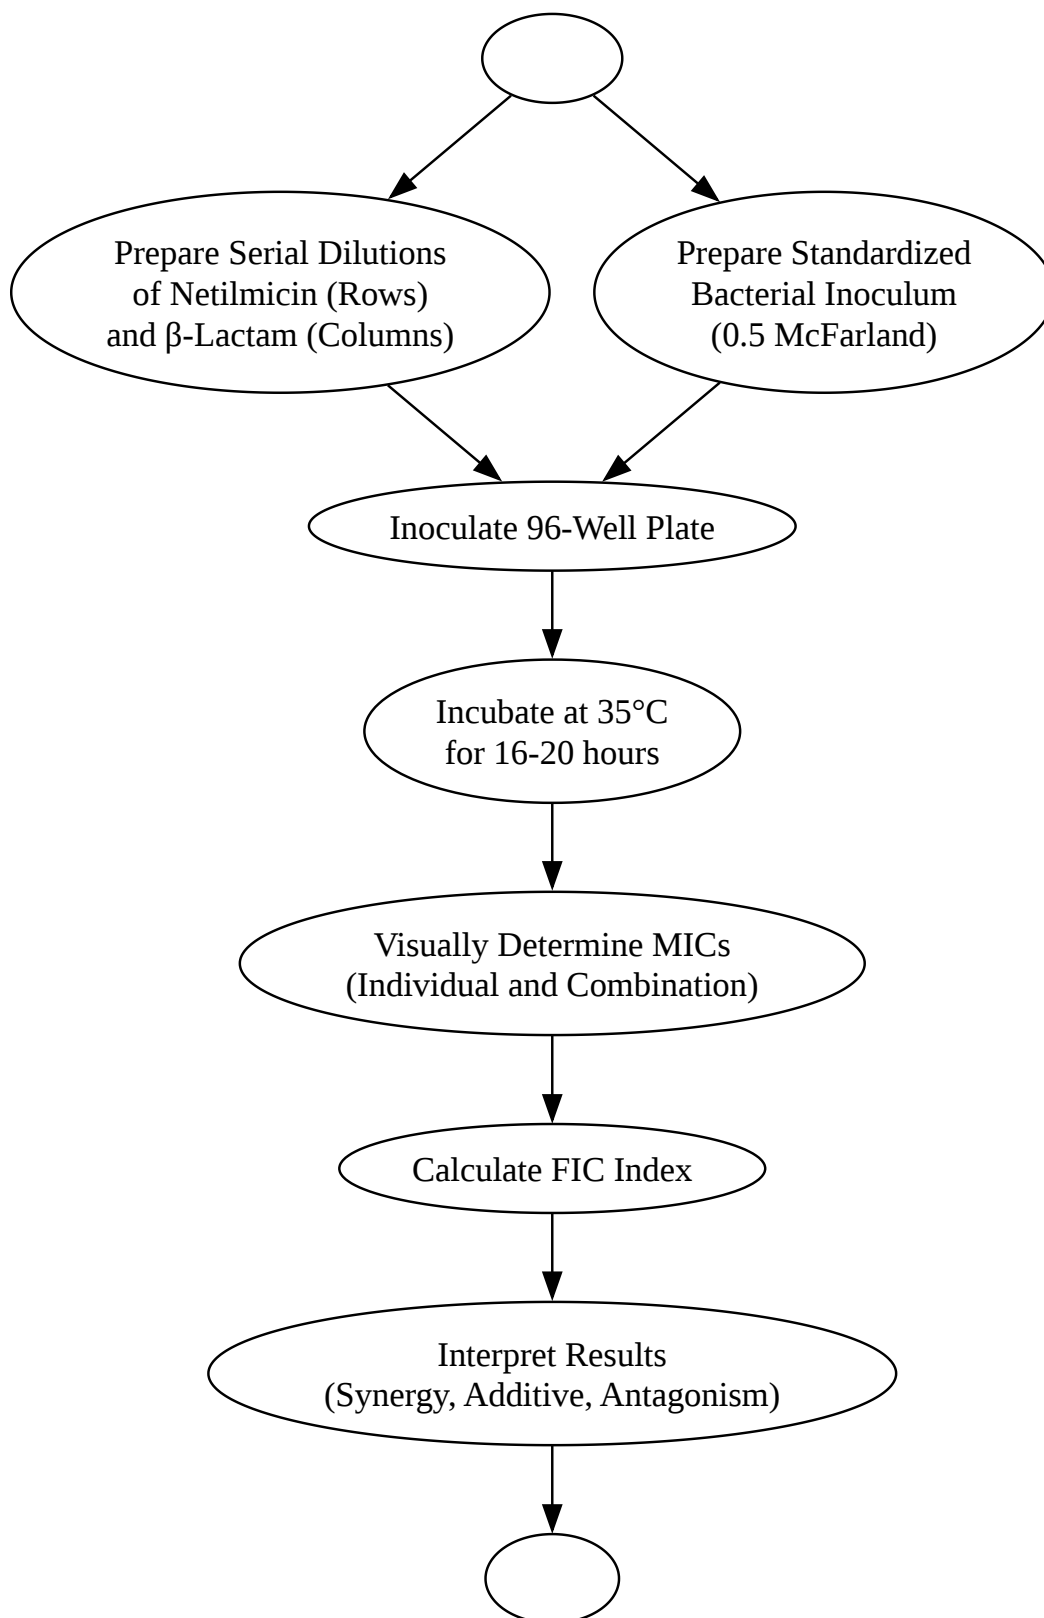 Prepare Serial Dilutions
of Netilmicin (Rows)
and β-Lactam (Columns)
Prepare Standardized
Bacterial Inoculum
(0.5 McFarland)
Inoculate 96-Well Plate
Incubate at 35°C
for 16-20 hours
Visually Determine MICs
(Individual and Combination)
Calculate FIC Index
Interpret Results
(Synergy, Additive, Antagonism)